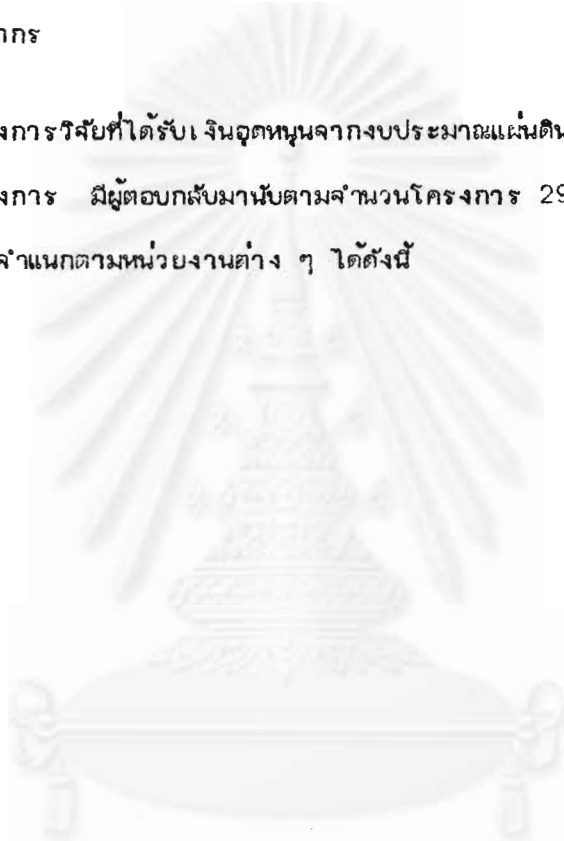 ากร
งการวิจัยที่ได้รับเงินอุดหนุนจากงบประมาณแผ่นดิน
งการ มีผู้ตอบกลับมานับตามจำนวนโครงการ 29
จำแนกตามหน่วยงานต่าง ๆ ได้ดังนี้